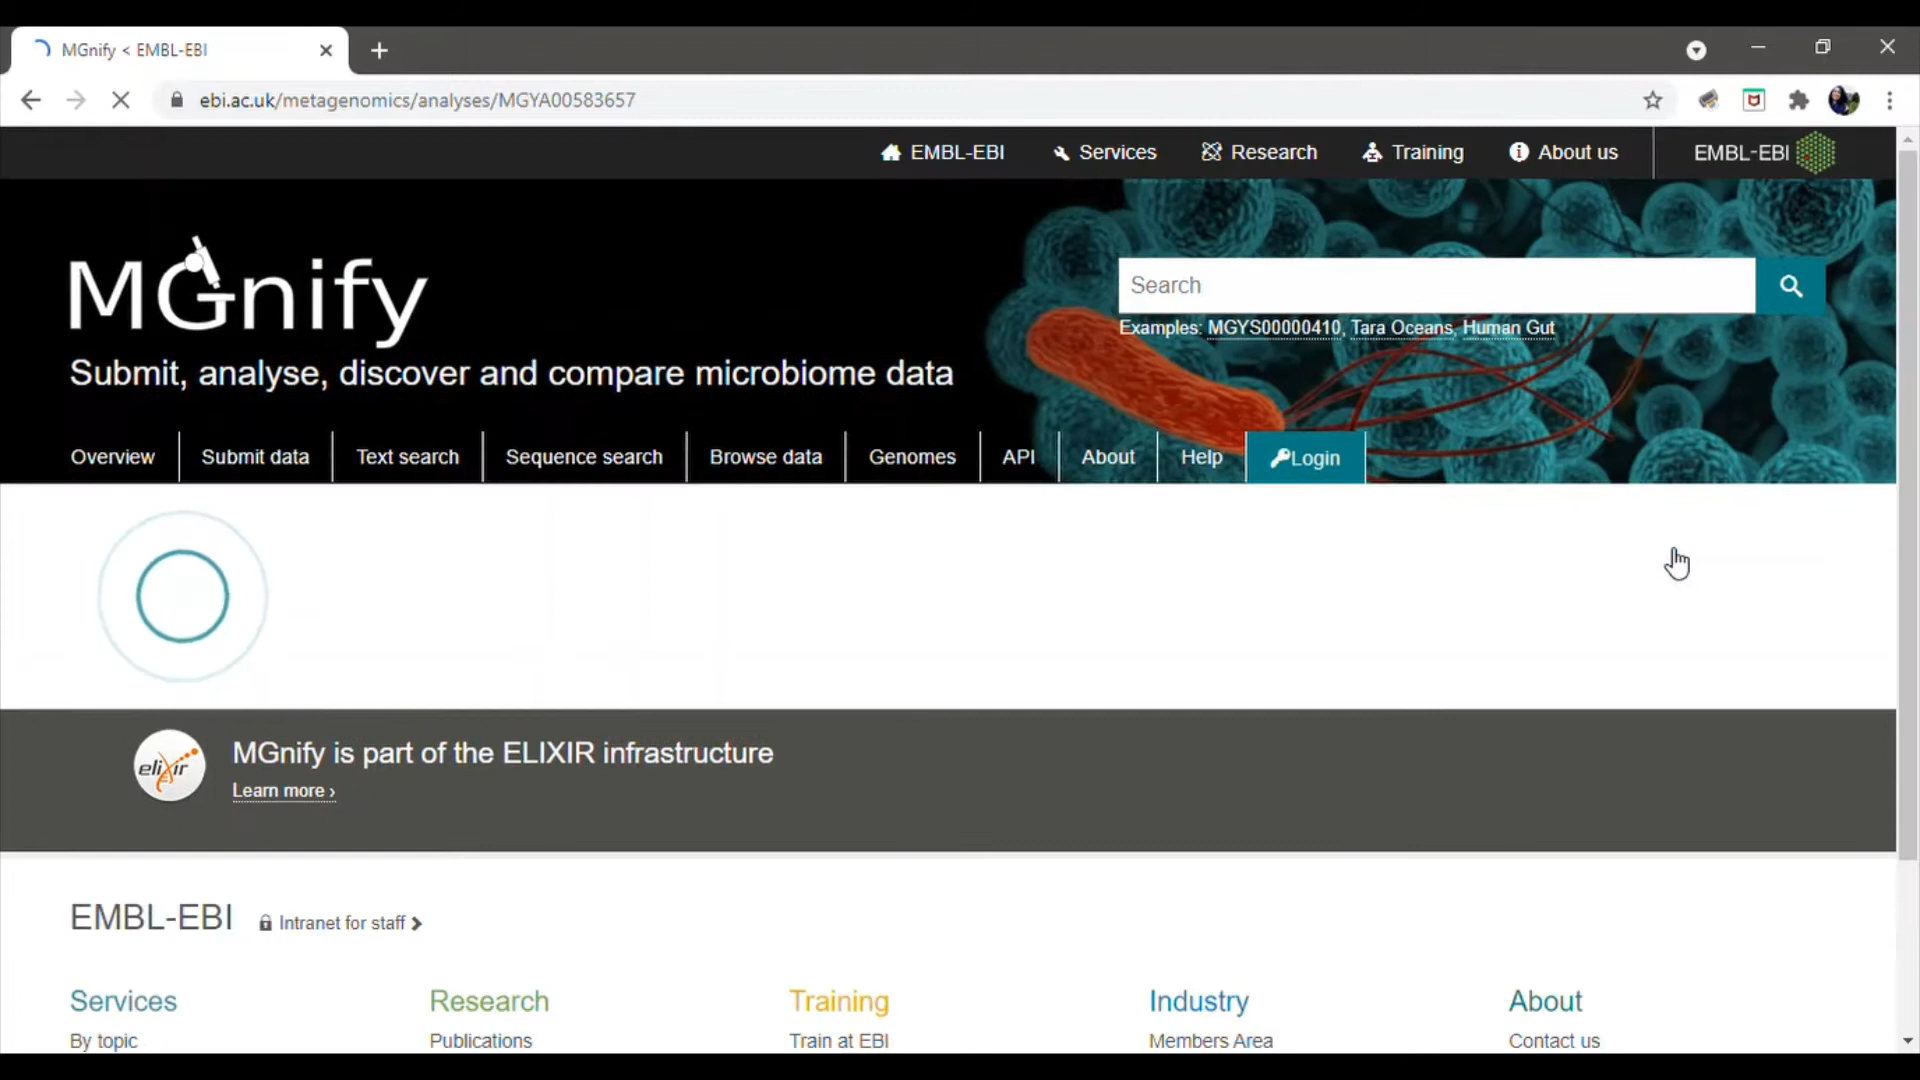 MGnify < EMBL-EBI
ebi.ac.uk/metagenomics/analyses/MGYA00583657
EMBL-EBI Services Research Training About us EMBL-EBI
MGnify
Search
Examples: MGYS00000410, Tara Oceans, Human Gut
Submit, analyse, discover and compare microbiome data
Overview Submit data Text search Sequence search Browse data Genomes API About Help Login
elixir
MGnify is part of the ELIXIR infrastructure
Learn more ›
EMBL-EBI Intranet for staff
Services Research Training Industry About
By topic Publications Train at EBI Members Area Contact us